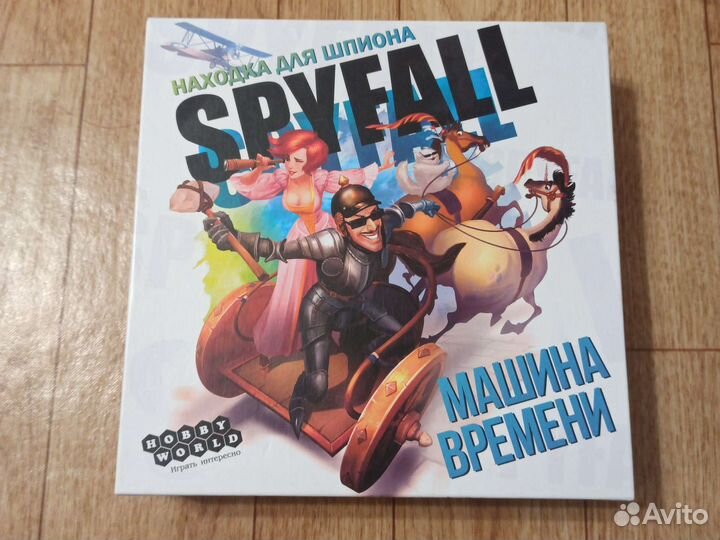 НАХОДКА ДЛЯ ШПИОНА
SPYFALL
МАШИНА
ВРЕМЕНИ
HOBBY
WORLD
Играть интересно
Avito